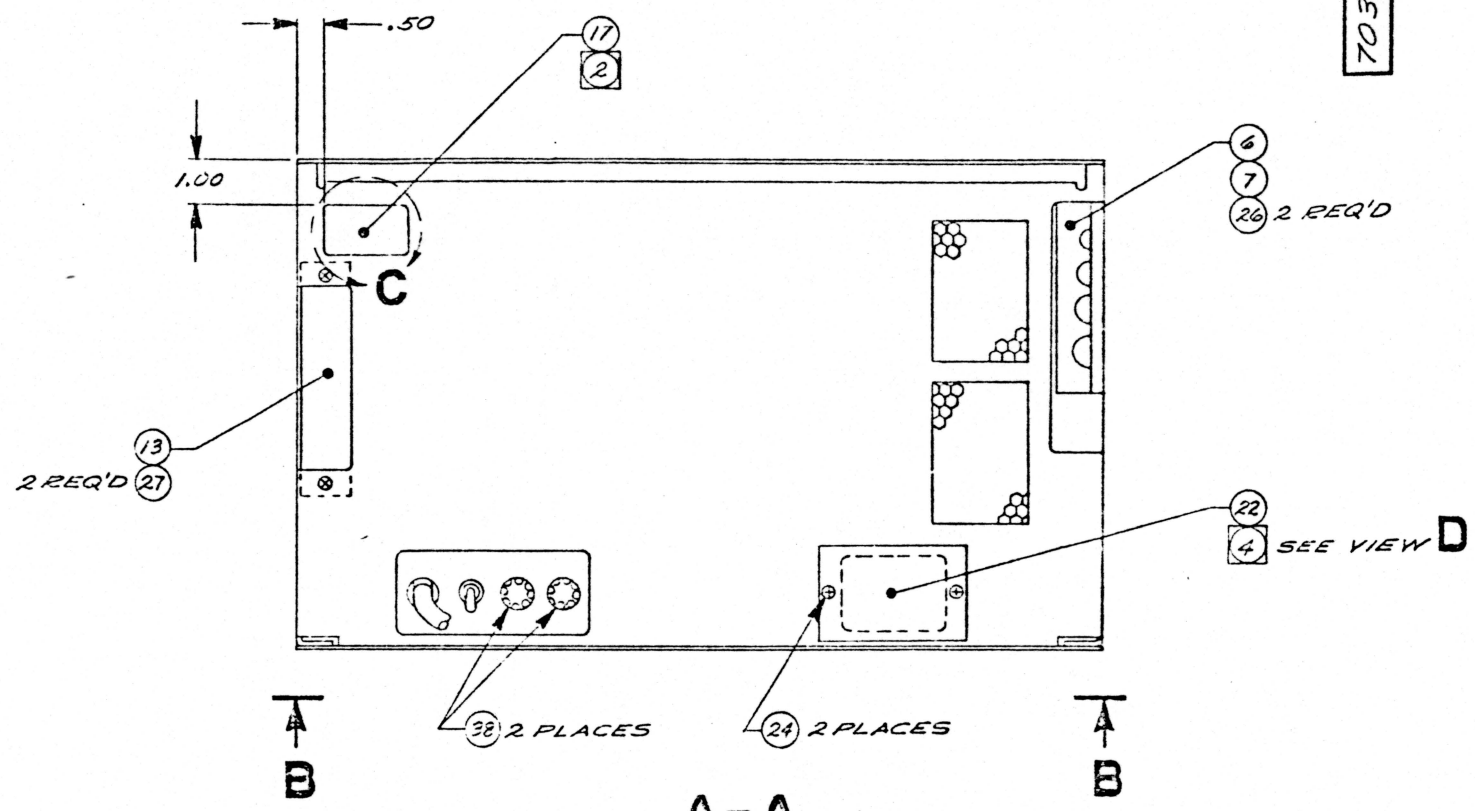 .50
17
2
703
1.00
6
7
26 2 REQ'D
C
13
2 REQ'D 27
22
4 SEE VIEW D
38 2 PLACES
24 2 PLACES
B
B
A-A